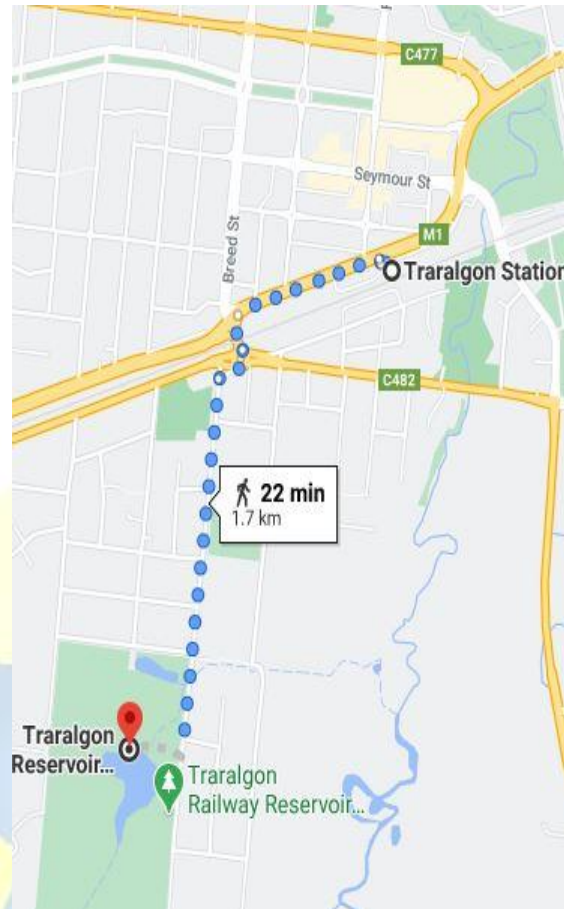 C477
Seymour St
M1
Breed St
Traralgon Station
C482
22 min
1.7 km
Traralgon
Reservoir...
Traralgon
Railway Reservoir...